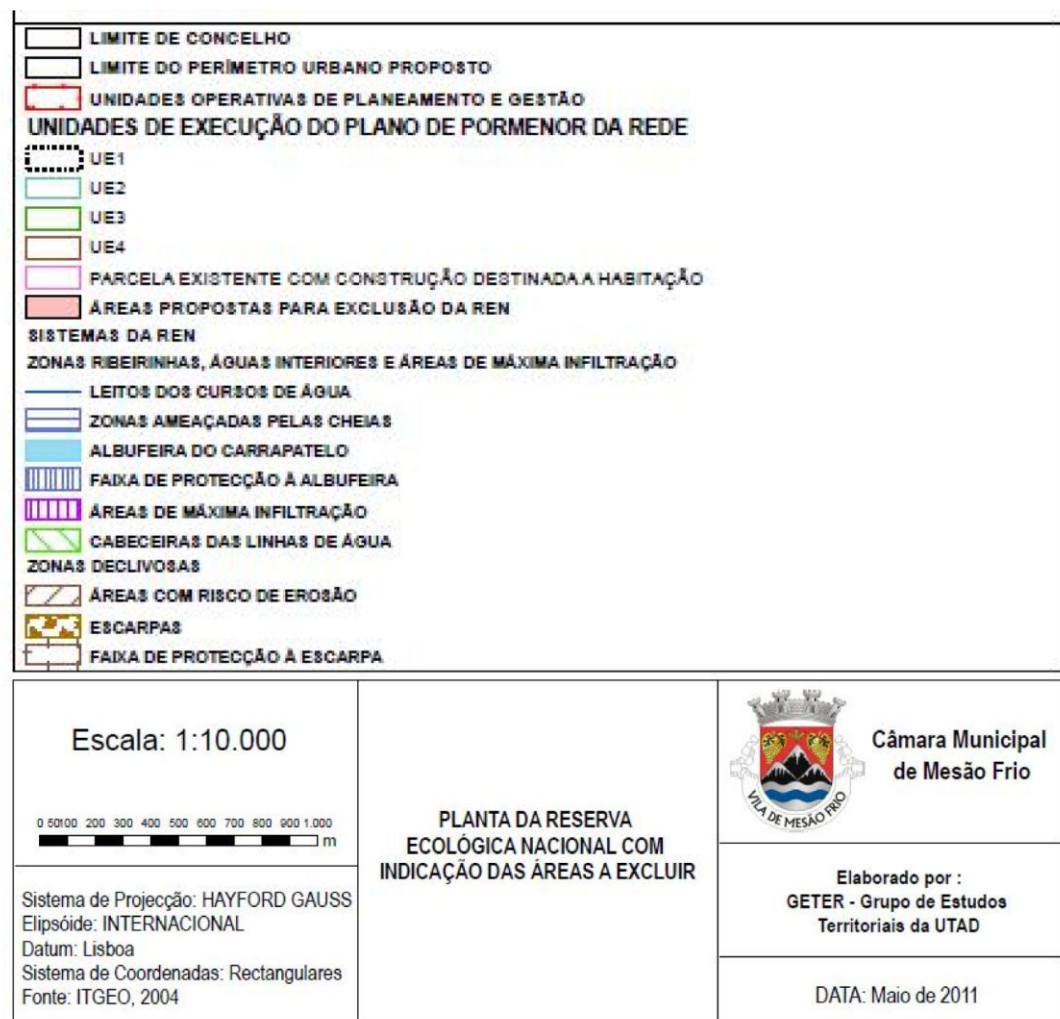 LIMITE DE CONCELHO
LIMITE DO PERÍMETRO URBANO PROPOSTO
UNIDADES OPERATIVAS DE PLANEAMENTO E GESTÃO
UNIDADES DE EXECUÇÃO DO PLANO DE PORMENOR DA REDE
UE1
UE2
UE3
UE4
PARCELA EXISTENTE COM CONSTRUÇÃO DESTINADA A HABITAÇÃO
ÁREAS PROPOSTAS PARA EXCLUSÃO DA REN
SISTEMAS DA REN
ZONAS RIBEIRINHAS, ÁGUAS INTERIORES E ÁREAS DE MÁXIMA INFILTRAÇÃO
LEITOS DOS CURSOS DE ÁGUA
ZONAS AMEAÇADAS PELAS CHEIAS
ALBUFEIRA DO CARRAPATELO
FAIXA DE PROTECÇÃO À ALBUFEIRA
ÁREAS DE MÁXIMA INFILTRAÇÃO
CABECEIRAS DAS LINHAS DE ÁGUA
ZONAS DECLIVOSAS
ÁREAS COM RISCO DE EROSÃO
ESCARPAS
FAIXA DE PROTECÇÃO À ESCARPA
Escala: 1:10.000
0 50100 200 300 400 500 600 700 800 900 1.000
m
Sistema de Projecção: HAYFORD GAUSS
Elipsóide: INTERNACIONAL
Datum: Lisboa
Sistema de Coordenadas: Rectangulares
Fonte: ITGEO, 2004
PLANTA DA RESERVA
ECOLÓGICA NACIONAL COM
INDICAÇÃO DAS ÁREAS A EXCLUIR
VILA DE MESÃO FRIO
Câmara Municipal
de Mesão Frio
Elaborado por :
GETER - Grupo de Estudos
Territoriais da UTAD
DATA: Maio de 2011